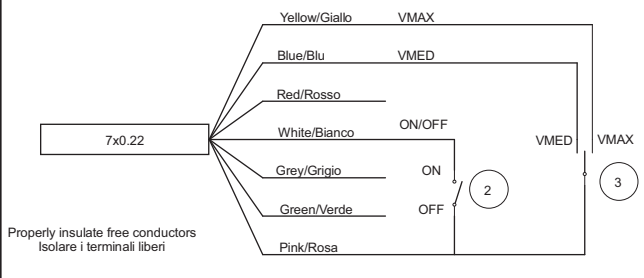 Yellow/Giallo VMAX
Blue/Blu VMED
Red/Rosso
White/Bianco ON/OFF
7x0.22
VMED VMAX
Grey/Grigio ON
2
3
Green/Verde OFF
Properly insulate free conductors
Isolare i terminali liberi
Pink/Rosa